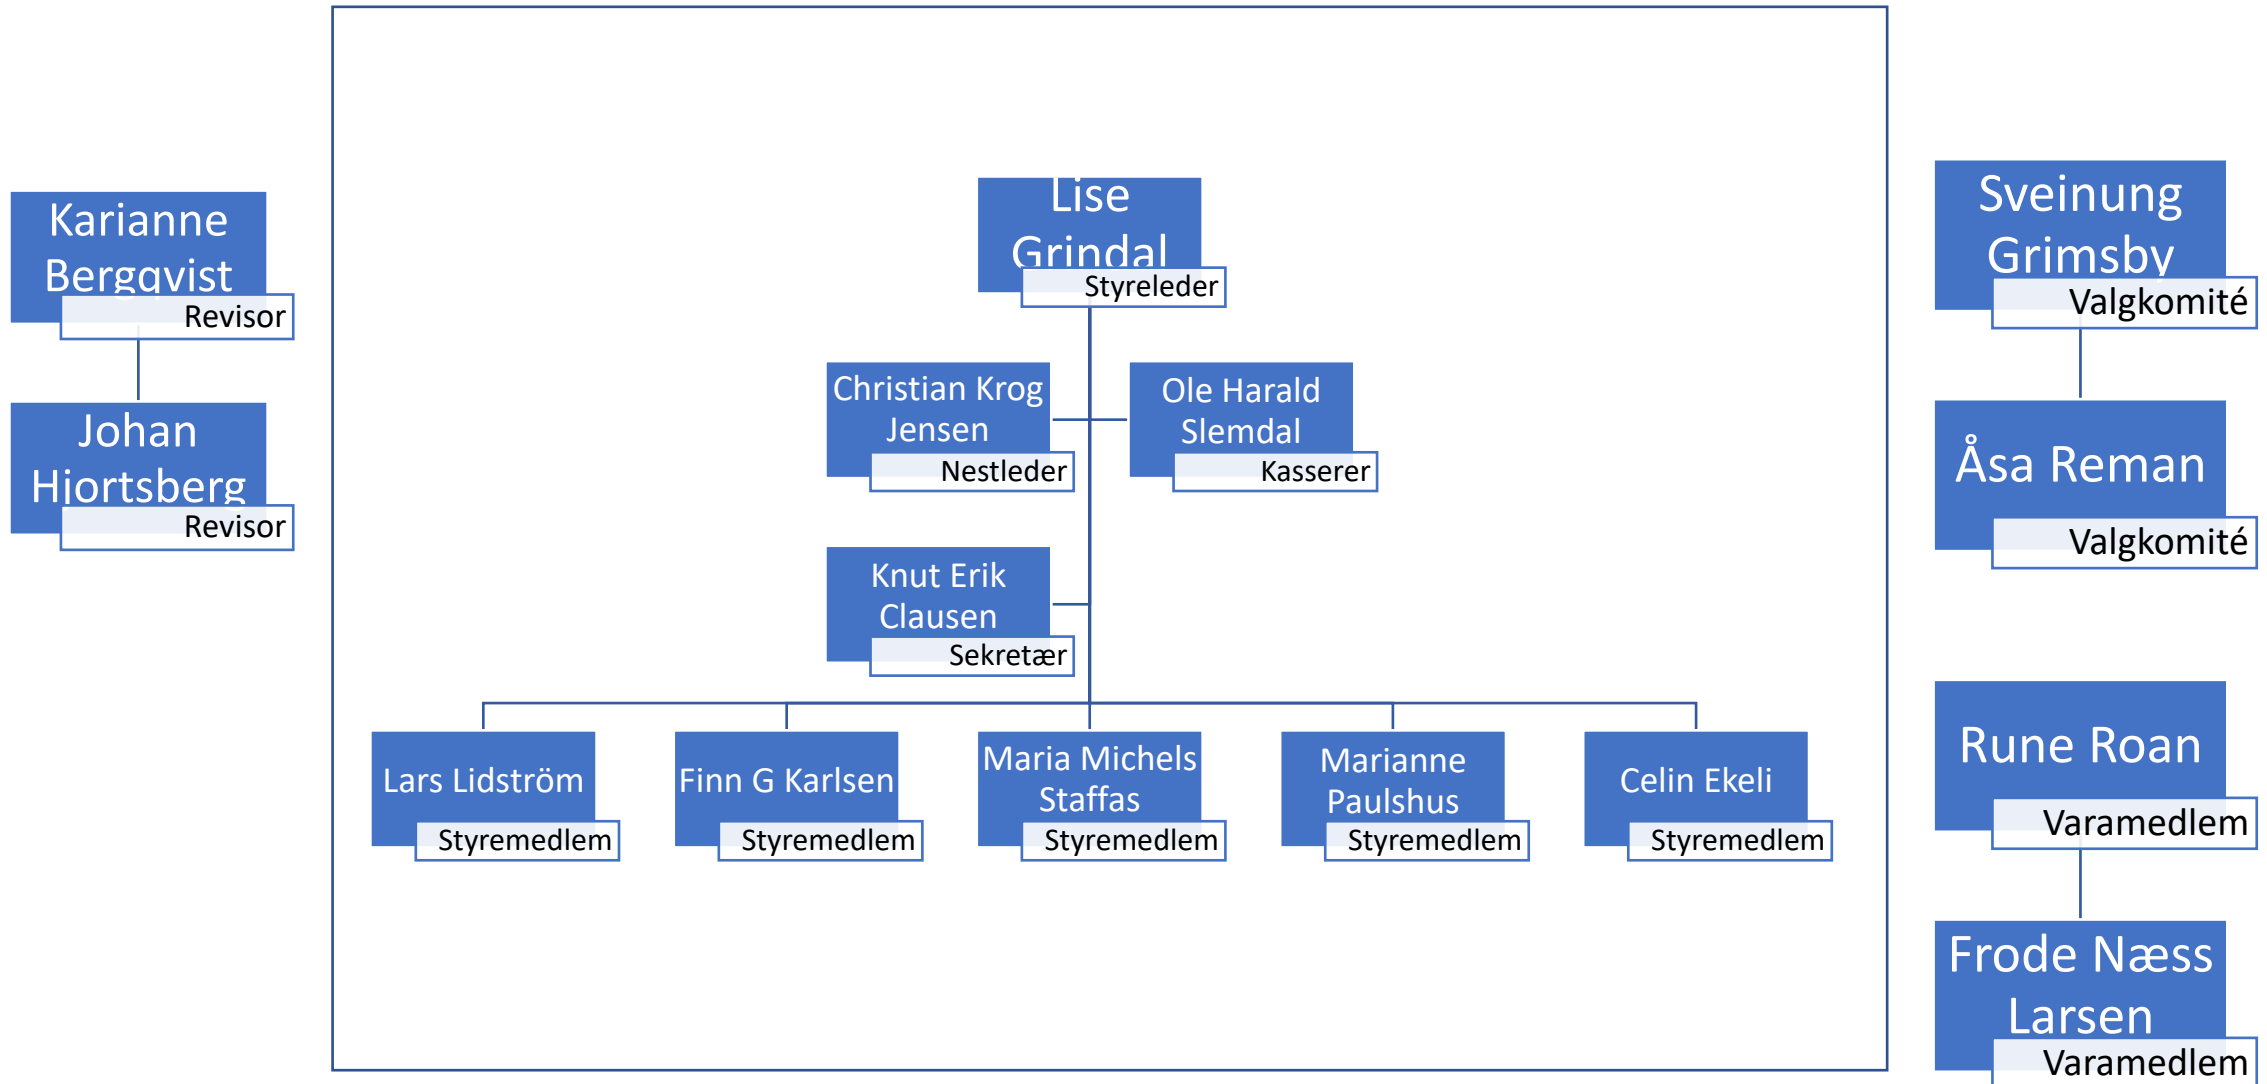 Karianne
Bergqvist
Revisor
Johan
Hjortsberg
Revisor
Lise
Grindal
Styreleder
Christian Krog
Jensen
Nestleder
Ole Harald
Slemdal
Kasserer
Knut Erik
Clausen
Sekretær
Lars Lidström
Styremedlem
Finn G Karlsen
Styremedlem
Maria Michels
Staffas
Styremedlem
Marianne
Paulshus
Styremedlem
Celin Ekeli
Styremedlem
Sveinung
Grimsby
Valgkomité
Åsa Reman
Valgkomité
Rune Roan
Varamedlem
Frode Næss
Larsen
Varamedlem